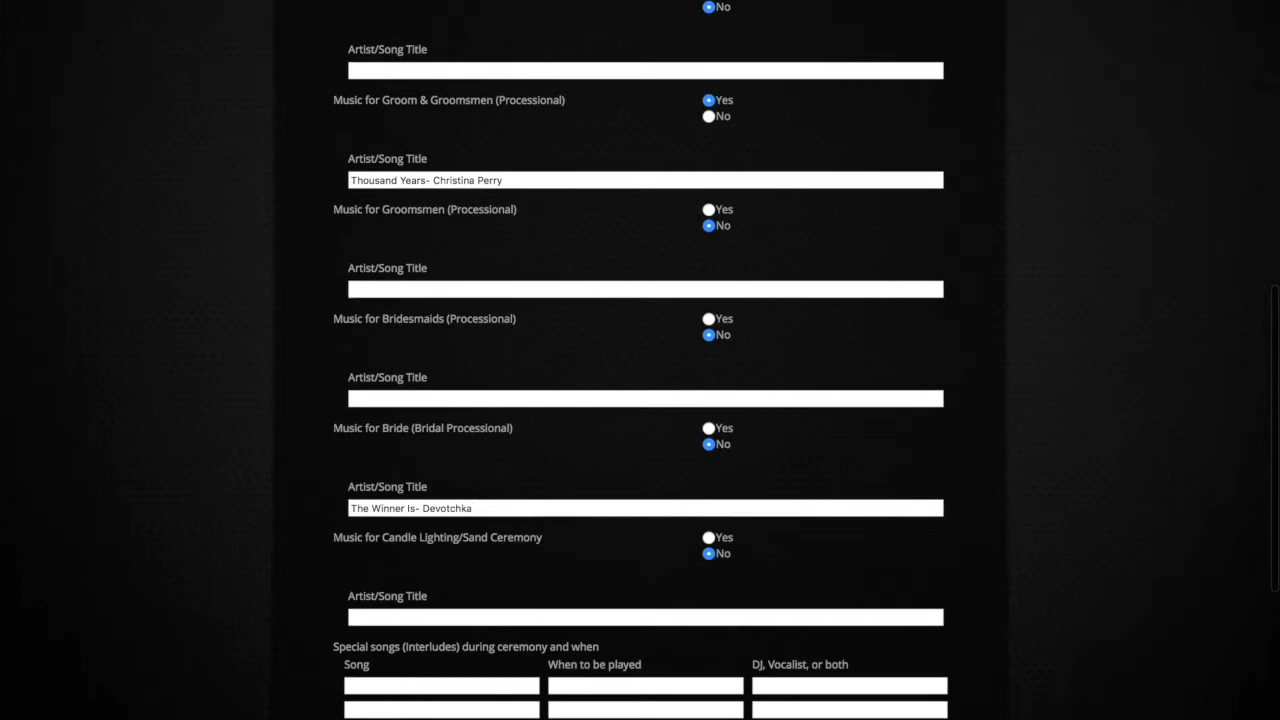 No
Artist/Song Title
Music for Groom & Groomsmen (Processional)
Yes
No
Artist/Song Title
Thousand Years- Christina Perry
Music for Groomsmen (Processional)
Yes
No
Artist/Song Title
Music for Bridesmaids (Processional)
Yes
No
Artist/Song Title
Music for Bride (Bridal Processional)
Yes
No
Artist/Song Title
The Winner Is- Devotchka
Music for Candle Lighting/Sand Ceremony
Yes
No
Artist/Song Title
Special songs (Interludes) during ceremony and when
Song When to be played DJ, Vocalist, or both